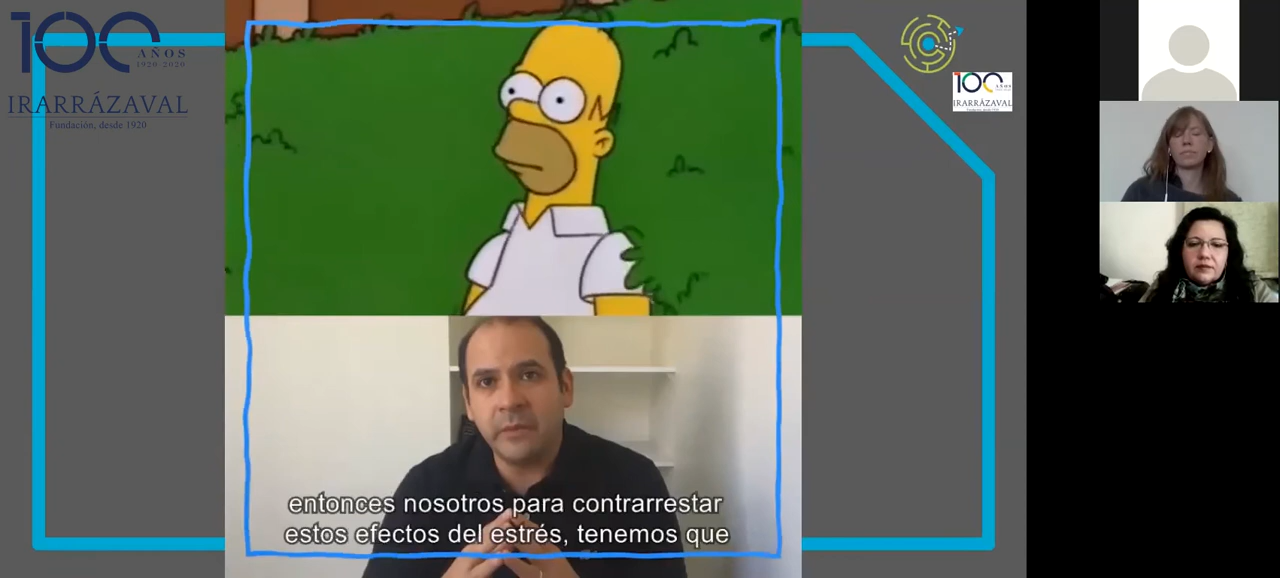 100
AÑOS
1920-2020
IRARRÁZAVAL
Fundación, desde 1920
100
IRARRÁZAVAL
entonces nosotros para contrarrestar
estos efectos del estrés, tenemos que